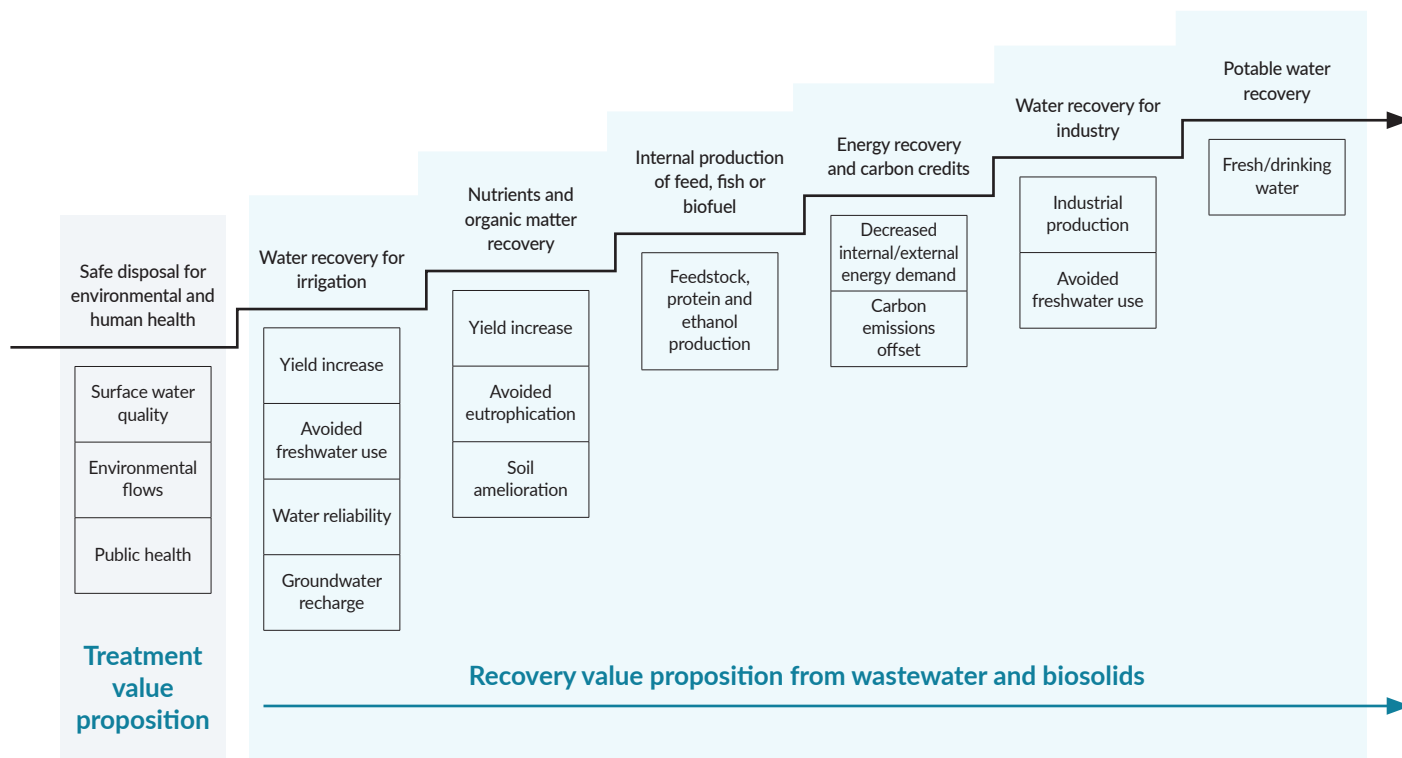 Safe disposal for
environmental and
human health
Surface water
quality
Environmental
flows
Public health
Treatment
value
proposition
Water recovery for
irrigation
Yield increase
Avoided
freshwater use
Water reliability
Groundwater
recharge
Nutrients and
organic matter
recovery
Yield increase
Avoided
eutrophication
Soil
amelioration
Internal production
of feed, fish or
biofuel
Feedstock,
protein and
ethanol
production
Energy recovery
and carbon credits
Decreased
internal/external
energy demand
Carbon
emissions
offset
Water recovery for
industry
Industrial
production
Avoided
freshwater use
Potable water
recovery
Fresh/drinking
water
Recovery value proposition from wastewater and biosolids